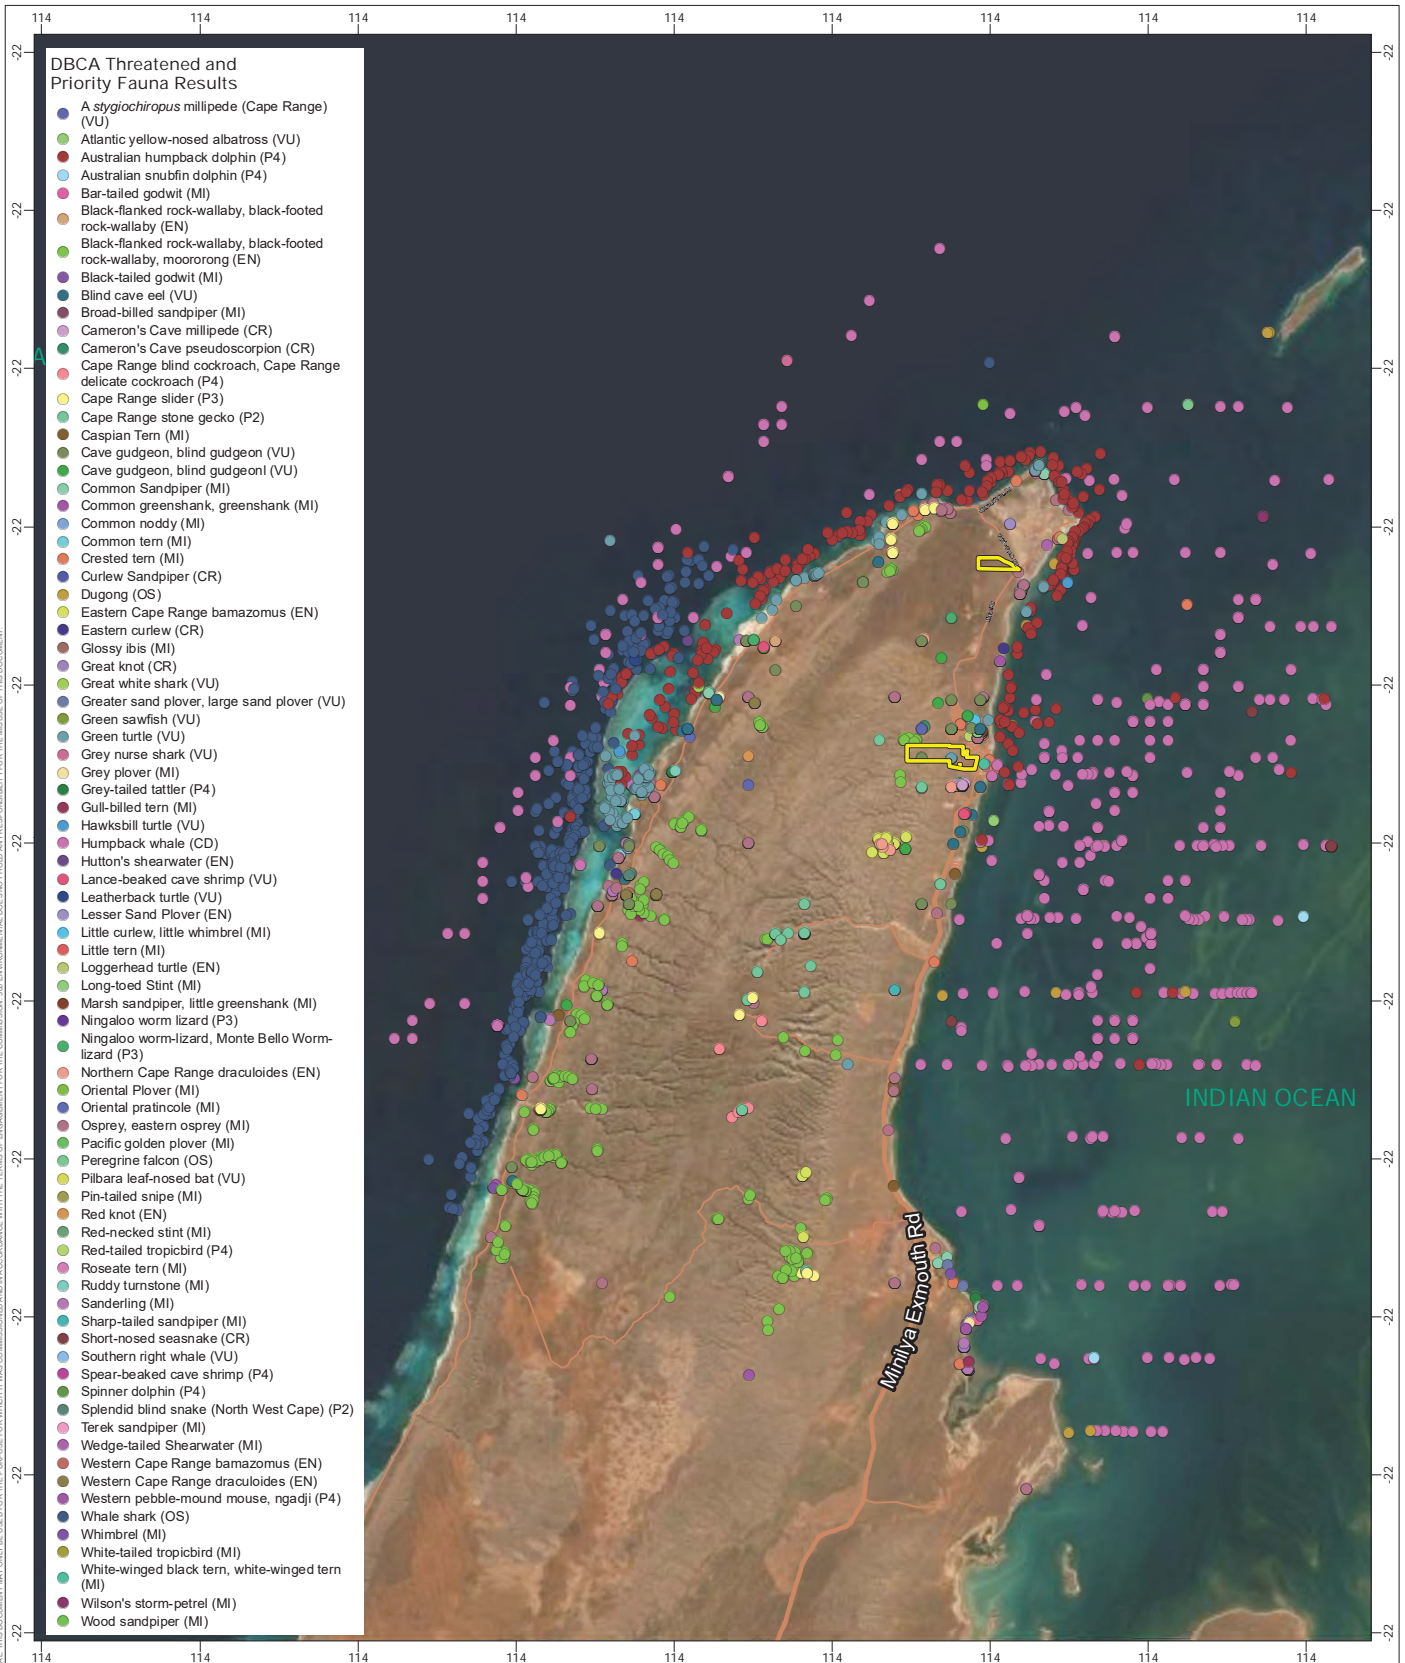 114 114 114 114 114 114 114 114 114
DBCA Threatened and
Priority Fauna Results
A stygiochiropus millipede (Cape Range)
(VU)
Atlantic yellow-nosed albatross (VU)
Australian humpback dolphin (P4)
Australian snubfin dolphin (P4)
Bar-tailed godwit (MI)
Black-flanked rock-wallaby, black-footed
rock-wallaby (EN)
Black-flanked rock-wallaby, black-footed
rock-wallaby, moororong (EN)
Black-tailed godwit (MI)
Blind cave eel (VU)
Broad-billed sandpiper (MI)
Cameron's Cave millipede (CR)
Cameron's Cave pseudoscorpion (CR)
Cape Range blind cockroach, Cape Range
delicate cockroach (P4)
Cape Range slider (P3)
Cape Range stone gecko (P2)
Caspian Tern (MI)
Cave gudgeon, blind gudgeon (VU)
Cave gudgeon, blind gudgeonl (VU)
Common Sandpiper (MI)
Common greenshank, greenshank (MI)
Common noddy (MI)
Common tern (MI)
Crested tern (MI)
Curlew Sandpiper (CR)
Dugong (OS)
Eastern Cape Range bamazomus (EN)
Eastern curlew (CR)
Glossy ibis (MI)
Great knot (CR)
Great white shark (VU)
Greater sand plover, large sand plover (VU)
Green sawfish (VU)
Green turtle (VU)
Grey nurse shark (VU)
Grey plover (MI)
Grey-tailed tattler (P4)
Gull-billed tern (MI)
Hawksbill turtle (VU)
Humpback whale (CD)
Hutton's shearwater (EN)
Lance-beaked cave shrimp (VU)
Leatherback turtle (VU)
Lesser Sand Plover (EN)
Little curlew, little whimbrel (MI)
Little tern (MI)
Loggerhead turtle (EN)
Long-toed Stint (MI)
Marsh sandpiper, little greenshank (MI)
Ningaloo worm lizard (P3)
Ningaloo worm-lizard, Monte Bello Worm-
lizard (P3)
Northern Cape Range draculoides (EN)
Oriental Plover (MI)
Oriental pratincole (MI)
Osprey, eastern osprey (MI)
Pacific golden plover (MI)
Peregrine falcon (OS)
Pilbara leaf-nosed bat (VU)
Pin-tailed snipe (MI)
Red knot (EN)
Red-necked stint (MI)
Red-tailed tropicbird (P4)
Roseate tern (MI)
Ruddy turnstone (MI)
Sanderling (MI)
Sharp-tailed sandpiper (MI)
Short-nosed seasnake (CR)
Southern right whale (VU)
Spear-beaked cave shrimp (P4)
Spinner dolphin (P4)
Splendid blind snake (North West Cape) (P2)
Terek sandpiper (MI)
Wedge-tailed Shearwater (MI)
Western Cape Range bamazomus (EN)
Western Cape Range draculoides (EN)
Western pebble-mound mouse, ngadji (P4)
Whale shark (OS)
Whimbrel (MI)
White-tailed tropicbird (MI)
White-winged black tern, white-winged tern
(MI)
Wilson's storm-petrel (MI)
Wood sandpiper (MI)
A
INDIAN OCEAN
Minilya Exmouth Rd
-22 -22
-22 -22
-22 -22
-22 -22
-22 -22
-22 -22
-22 -22
-22 -22
-22 -22
-22 -22
-22 -22
114 114 114 114 114 114 114 114 114